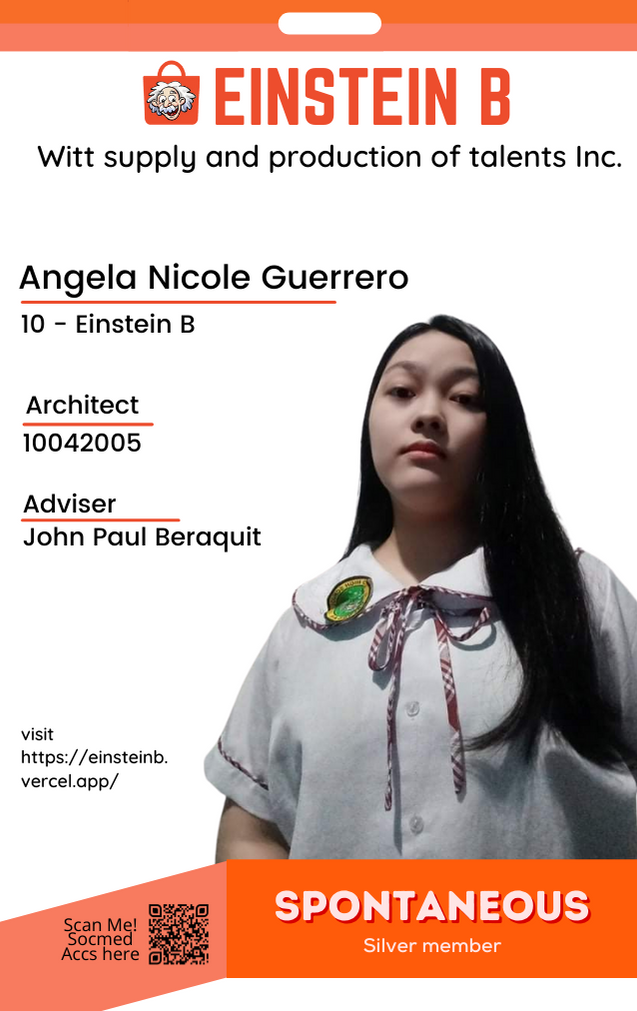 EINSTEIN B
Witt supply and production of talents Inc.
Angela Nicole Guerrero
10 - Einstein B
Architect
10042005
Adviser
John Paul Beraquit
visit
https://einsteinb.
vercel.app/
Scan Me!
Socmed
Accs here
SPONTANEOUS
Silver member